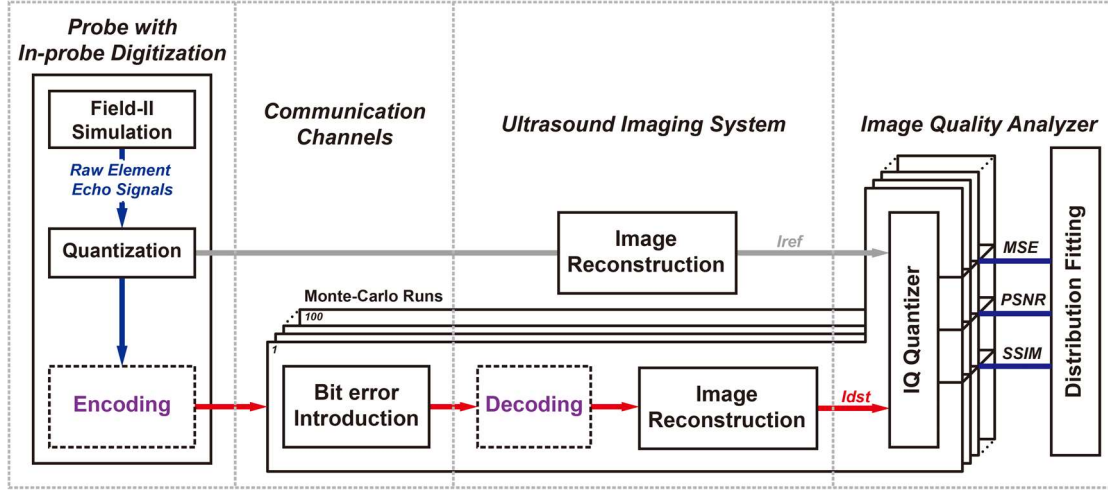 Probe with
In-probe Digitization
Field-II
Simulation
Raw Element
Echo Signals
Quantization
Encoding
Communication
Channels
Monte-Carlo Runs
100
1
Bit error
Introduction
Ultrasound Imaging System
Image
Reconstruction
Iref
Decoding
Image
Reconstruction
Idst
Image Quality Analyzer
IQ Quantizer
MSE
PSNR
SSIM
Distribution Fitting